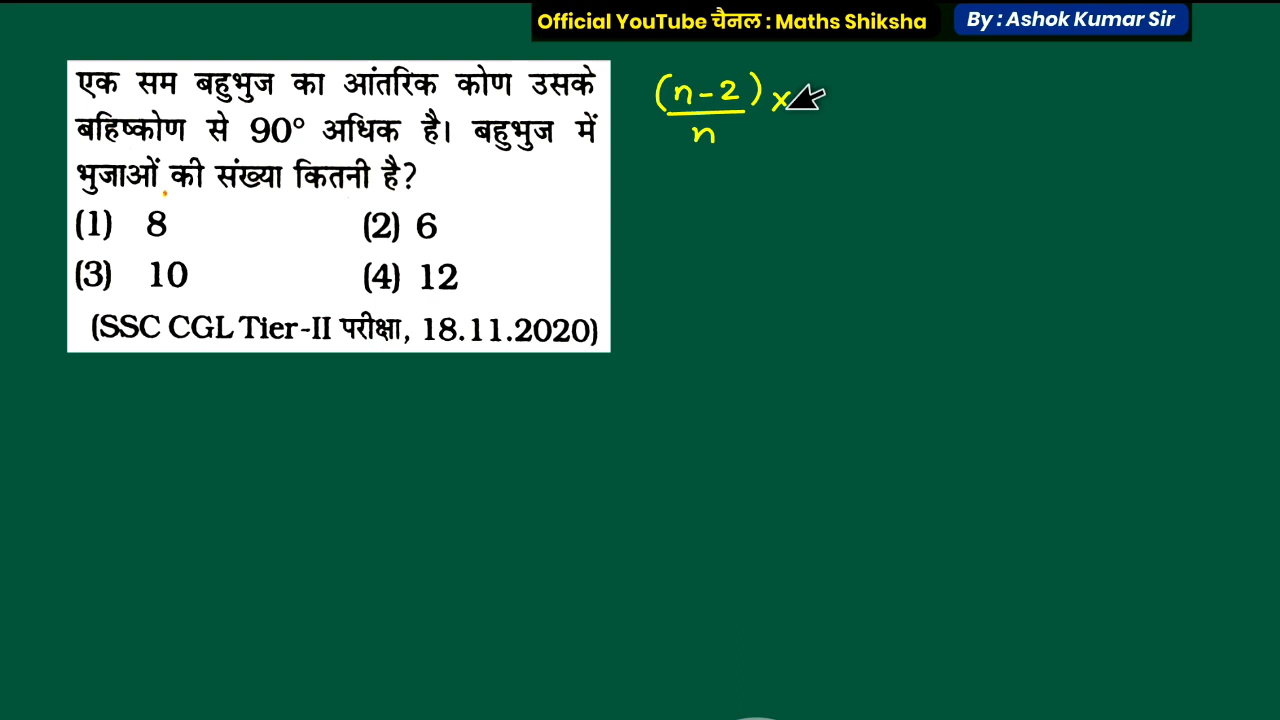 Official YouTube चैनल : Maths Shiksha
By : Ashok Kumar Sir
एक सम बहुभुज का आंतरिक कोण उसके
बहिष्कोण से 90° अधिक है। बहुभुज में
भुजाओं की संख्या कितनी है?
(1) 8 (2) 6
(3) 10 (4) 12
(SSC CGL Tier-II परीक्षा, 18.11.2020)
(n-2) ×
n